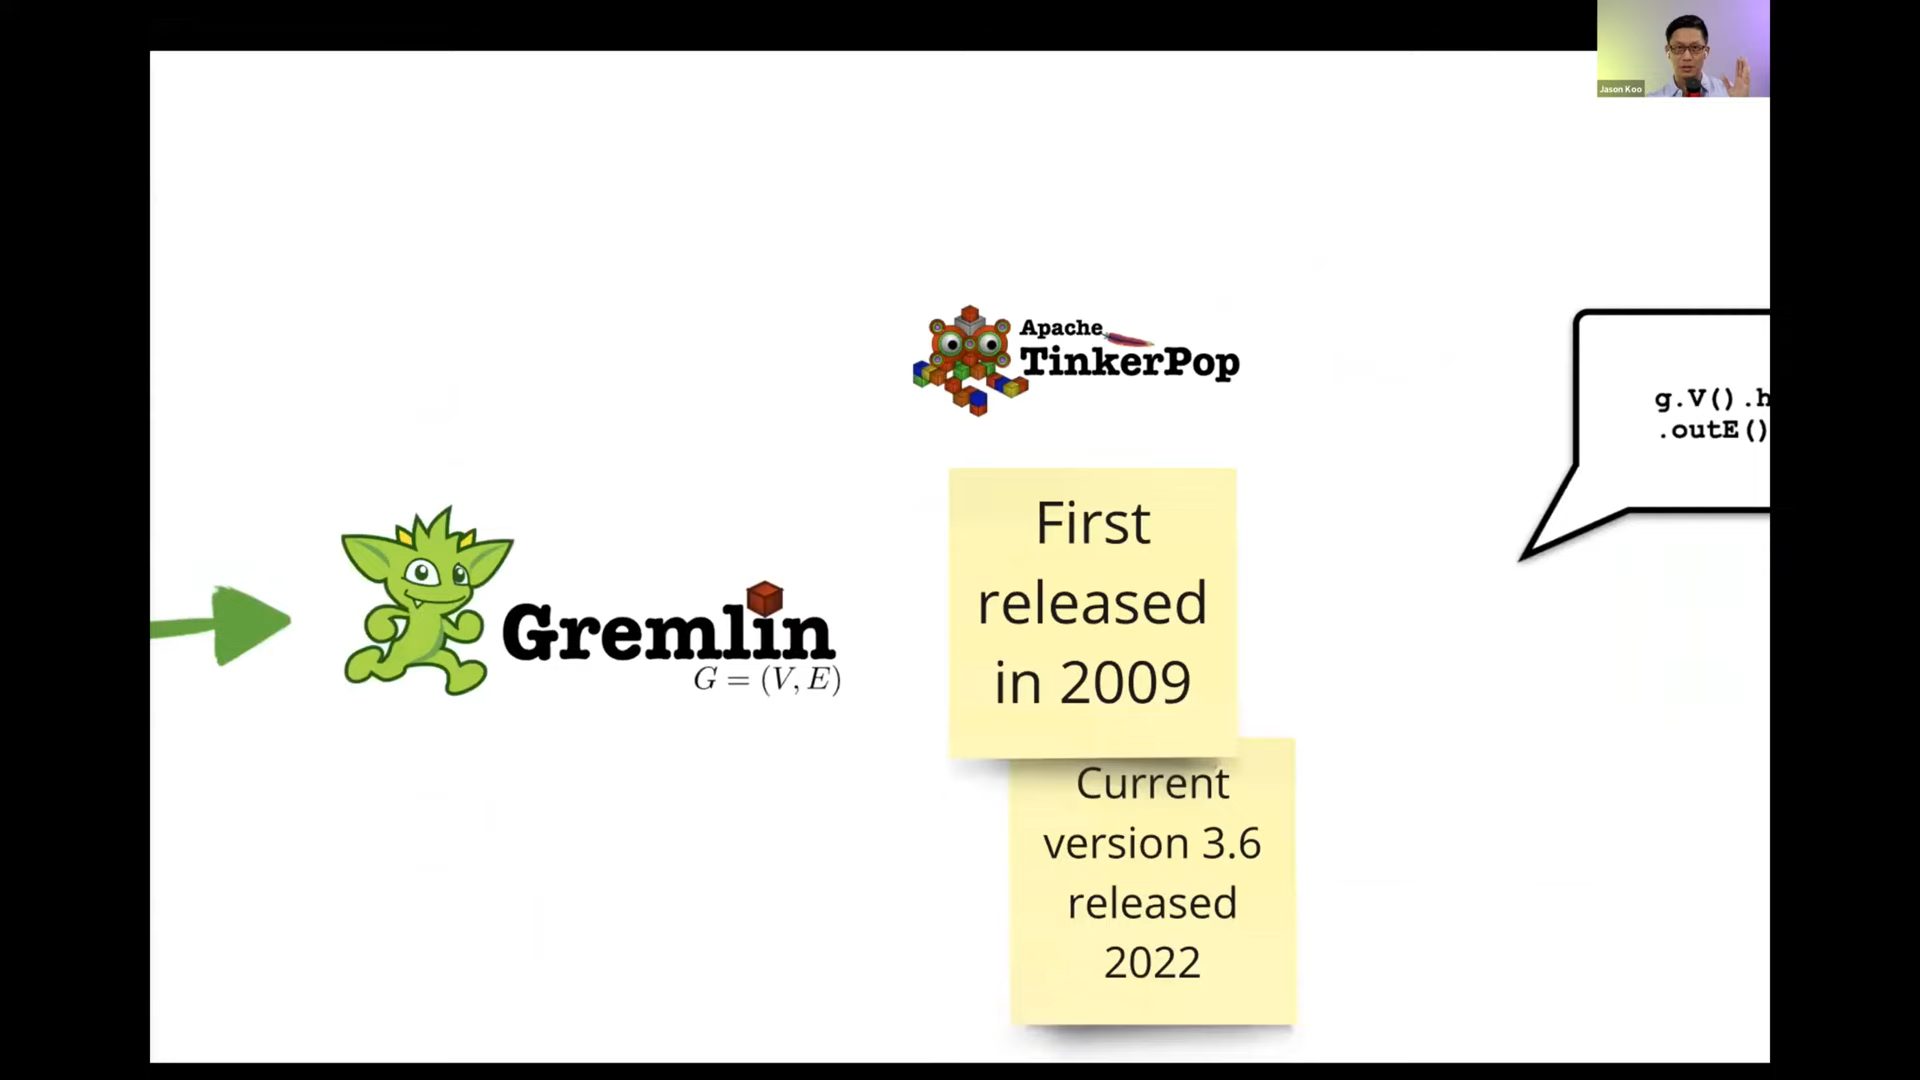 Jason Koo
Apache
TinkerPop
g.V().h
.outE()
First
released
in 2009
Gremlin
G = (V, E)
Current
version 3.6
released
2022